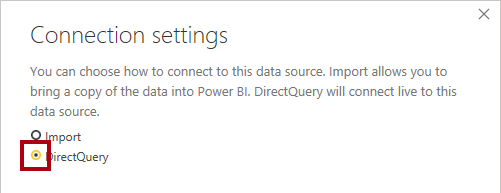 Connection settings
You can choose how to connect to this data source. Import allows you to
bring a copy of the data into Power BI. DirectQuery will connect live to this
data source.
Import
DirectQuery